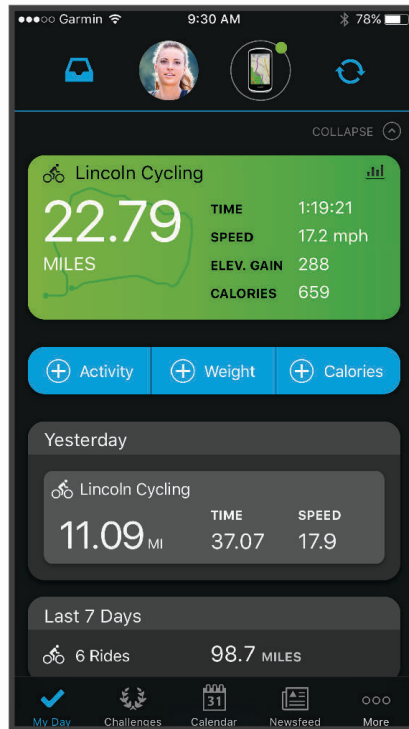 Garmin 9:30 AM 78%
COLLAPSE
Lincoln Cycling
22.79
MILES
TIME 1:19:21
SPEED 17.2 mph
ELEV. GAIN 288
CALORIES 659
Activity Weight Calories
Yesterday
Lincoln Cycling
11.09 MI
TIME SPEED
37.07 17.9
Last 7 Days
6 Rides 98.7 MILES
31
My Day Challenges Calendar Newsfeed More